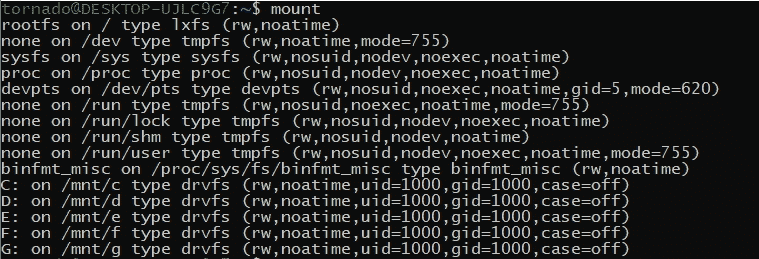 tornado@DESKTOP-UJLC9G7:~$ mount
rootfs on / type lxfs (rw,noatime)
none on /dev type tmpfs (rw,noatime,mode=755)
sysfs on /sys type sysfs (rw,nosuid,nodev,noexec,noatime)
proc on /proc type proc (rw,nosuid,nodev,noexec,noatime)
devpts on /dev/pts type devpts (rw,nosuid,noexec,noatime,gid=5,mode=620)
none on /run type tmpfs (rw,nosuid,noexec,noatime,mode=755)
none on /run/lock type tmpfs (rw,nosuid,nodev,noexec,noatime)
none on /run/shm type tmpfs (rw,nosuid,nodev,noatime)
none on /run/user type tmpfs (rw,nosuid,nodev,noexec,noatime,mode=755)
binfmt_misc on /proc/sys/fs/binfmt_misc type binfmt_misc (rw,noatime)
C: on /mnt/c type drvfs (rw,noatime,uid=1000,gid=1000,case=off)
D: on /mnt/d type drvfs (rw,noatime,uid=1000,gid=1000,case=off)
E: on /mnt/e type drvfs (rw,noatime,uid=1000,gid=1000,case=off)
F: on /mnt/f type drvfs (rw,noatime,uid=1000,gid=1000,case=off)
G: on /mnt/g type drvfs (rw,noatime,uid=1000,gid=1000,case=off)